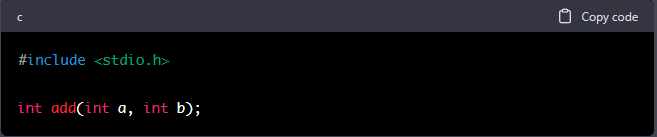 c
Copy code
#include <stdio.h>
int add(int a, int b);